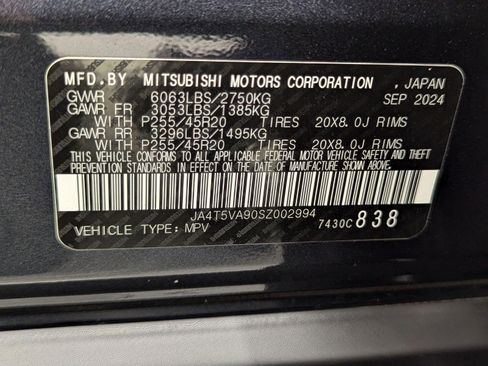 MFD.BY MITSUBISHI MOTORS CORPORATION , JAPAN
GVWR 6063LBS/2750KG SEP 2024
GAWR FR 3053LBS/1385KG
WITH P255/45R20 TIRES 20X8.0J RIMS
GAWR RR 3296LBS/1495KG
WITH P255/45R20 TIRES 20X8.0J RIMS
THIS VEHICLE CONFORMS TO ALL APPLICABLE FEDERAL MOTOR VEHICLE SAFETY AND THEFT
PREVENTION STANDARDS IN EFFECT ON THE DATE OF MANUFACTURE SHOWN ABOVE.
JA4T5VA90SZ002994
VEHICLE TYPE: MPV 7430C 838